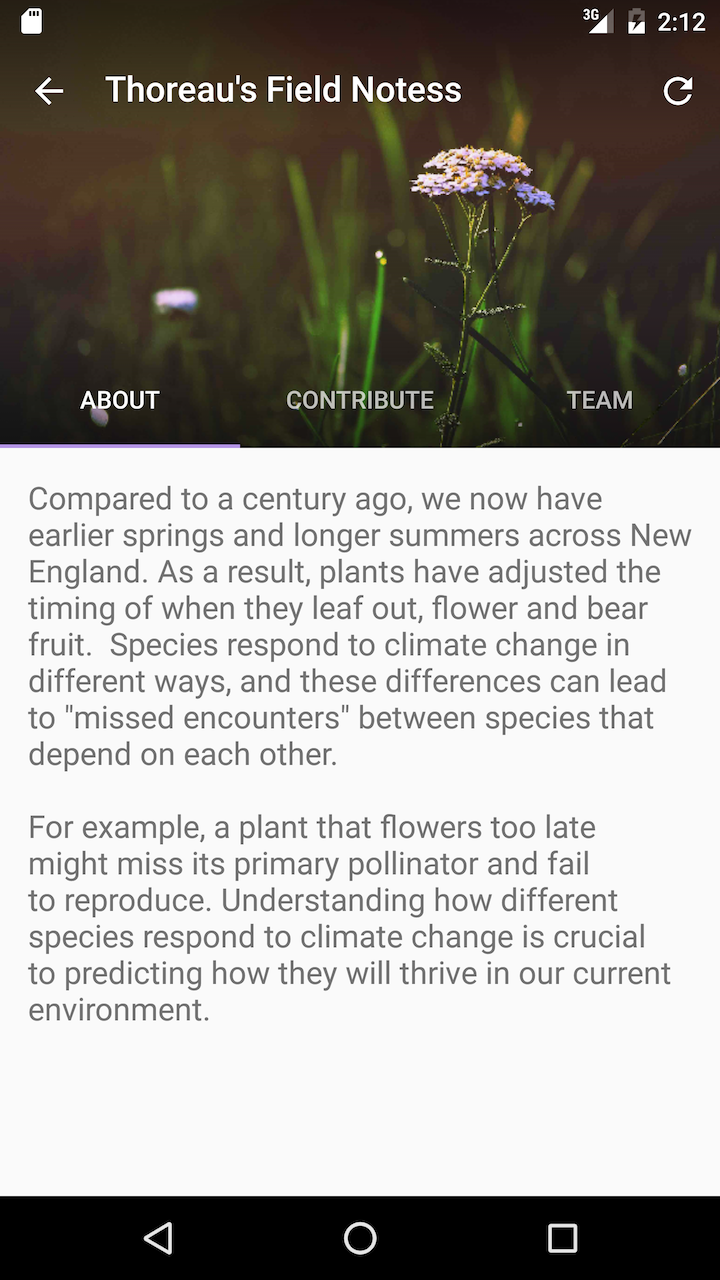 3G 2:12
Thoreau's Field Notess
ABOUT CONTRIBUTE TEAM
Compared to a century ago, we now have
earlier springs and longer summers across New
England. As a result, plants have adjusted the
timing of when they leaf out, flower and bear
fruit.  Species respond to climate change in
different ways, and these differences can lead
to "missed encounters" between species that
depend on each other.
For example, a plant that flowers too late
might miss its primary pollinator and fail
to reproduce. Understanding how different
species respond to climate change is crucial
to predicting how they will thrive in our current
environment.